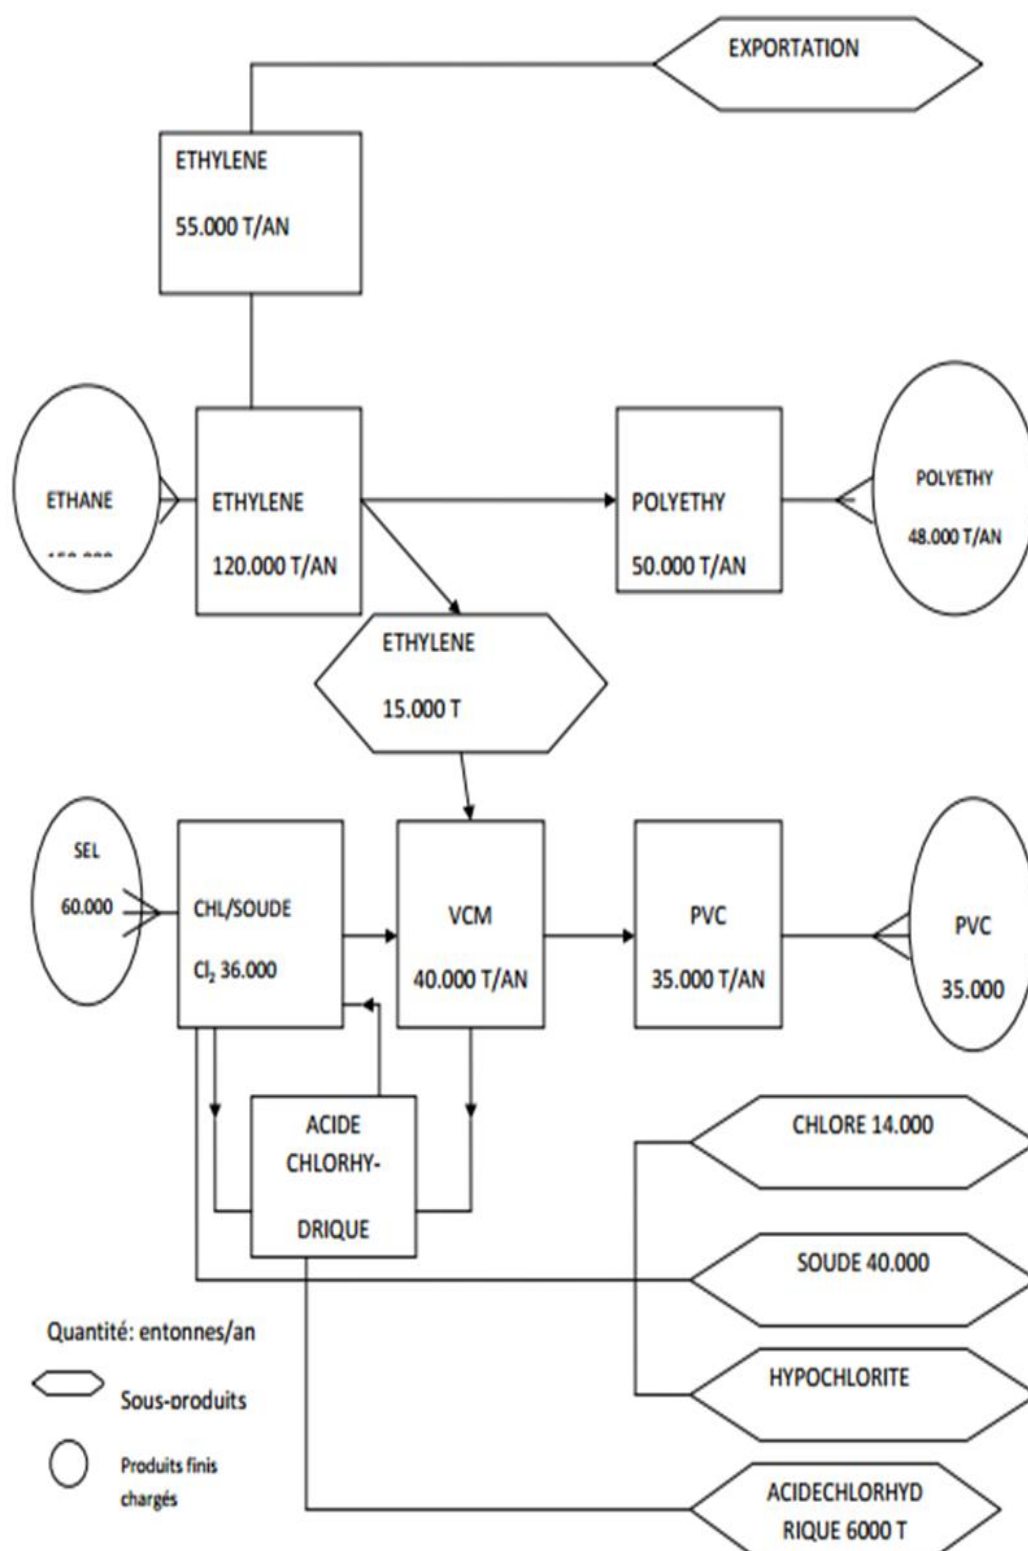 EXPORTATION
ETHYLENE
55.000 T/AN
ETHANE
ETHYLENE
120.000 T/AN
POLYETHY
50.000 T/AN
POLYETHY
48.000 T/AN
ETHYLENE
15.000 T
SEL
60.000
CHL/SOUDE
Cl₂ 36.000
VCM
40.000 T/AN
PVC
35.000 T/AN
PVC
35.000
ACIDE
CHLORHY-
DRIQUE
CHLORE 14.000
SOUDE 40.000
HYPOCHLORITE
ACIDECHLORHYD
RIQUE 6000 T
Quantité: entonnes/an
Sous-produits
Produits finis
chargés